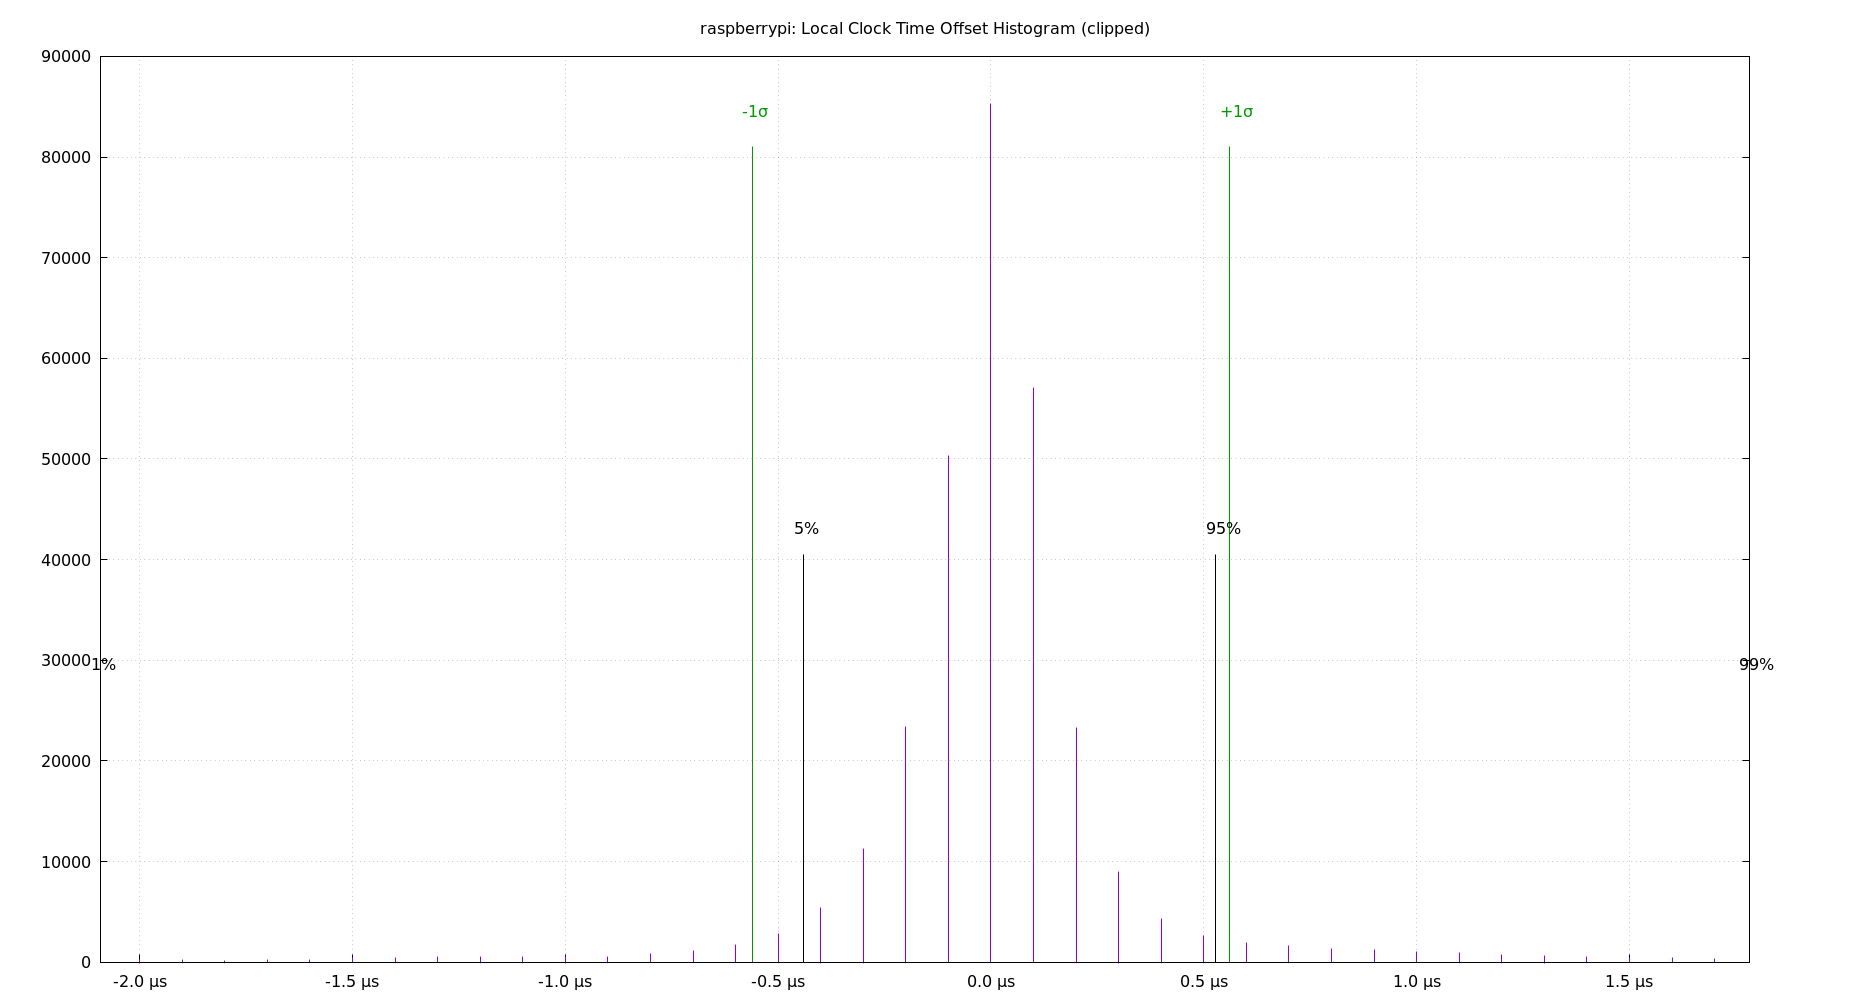 raspberrypi: Local Clock Time Offset Histogram (clipped)
90000
-1σ
+1σ
80000
70000
60000
50000
5%
95%
40000
30000
1%
99%
20000
10000
0
-2.0 µs
-1.5 µs
-1.0 µs
-0.5 µs
0.0 µs
0.5 µs
1.0 µs
1.5 µs